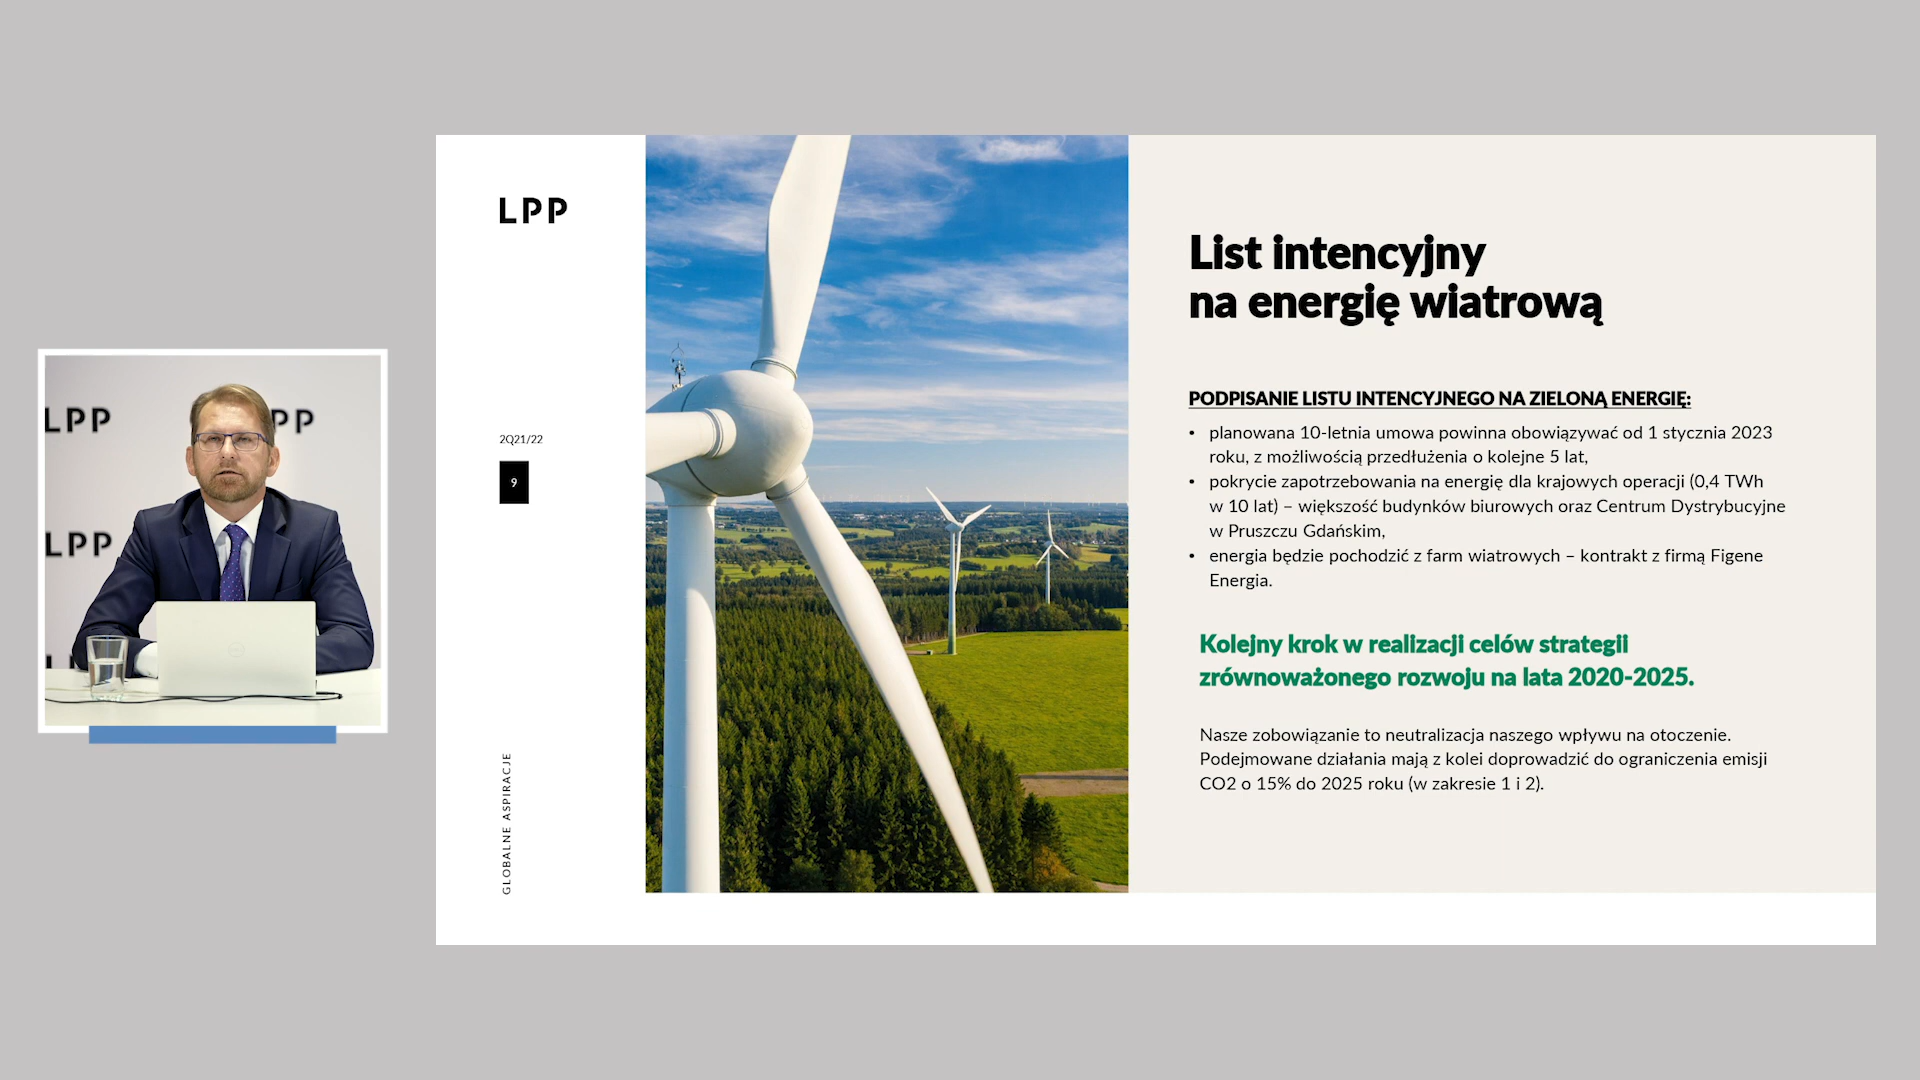 LPP
PP
LPP
L
LPP
2Q21/22
9
GLOBALNE ASPIRACJE
List intencyjny
na energię wiatrową
PODPISANIE LISTU INTENCYJNEGO NA ZIELONĄ ENERGIĘ:
• planowana 10-letnia umowa powinna obowiązywać od 1 stycznia 2023
roku, z możliwością przedłużenia o kolejne 5 lat,
• pokrycie zapotrzebowania na energię dla krajowych operacji (0,4 TWh
w 10 lat) – większość budynków biurowych oraz Centrum Dystrybucyjne
w Pruszczu Gdańskim,
• energia będzie pochodzić z farm wiatrowych – kontrakt z firmą Figene
Energia.
Kolejny krok w realizacji celów strategii
zrównoważonego rozwoju na lata 2020-2025.
Nasze zobowiązanie to neutralizacja naszego wpływu na otoczenie.
Podejmowane działania mają z kolei doprowadzić do ograniczenia emisji
CO2 o 15% do 2025 roku (w zakresie 1 i 2).